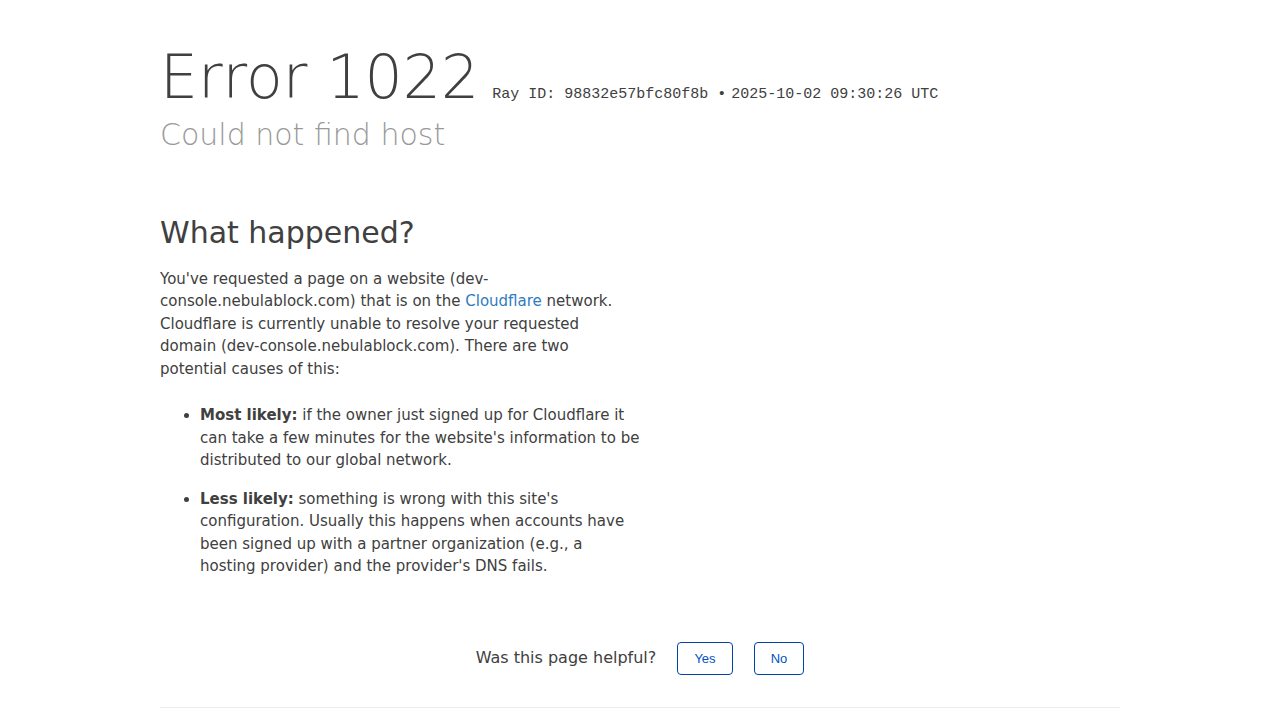 Error 1022 Ray ID: 98832e57bfc80f8b • 2025-10-02 09:30:26 UTC
Could not find host
What happened?
You've requested a page on a website (dev-
console.nebulablock.com) that is on the Cloudflare network.
Cloudflare is currently unable to resolve your requested
domain (dev-console.nebulablock.com). There are two
potential causes of this:
• Most likely: if the owner just signed up for Cloudflare it
can take a few minutes for the website's information to be
distributed to our global network.
• Less likely: something is wrong with this site's
configuration. Usually this happens when accounts have
been signed up with a partner organization (e.g., a
hosting provider) and the provider's DNS fails.
Was this page helpful? Yes No